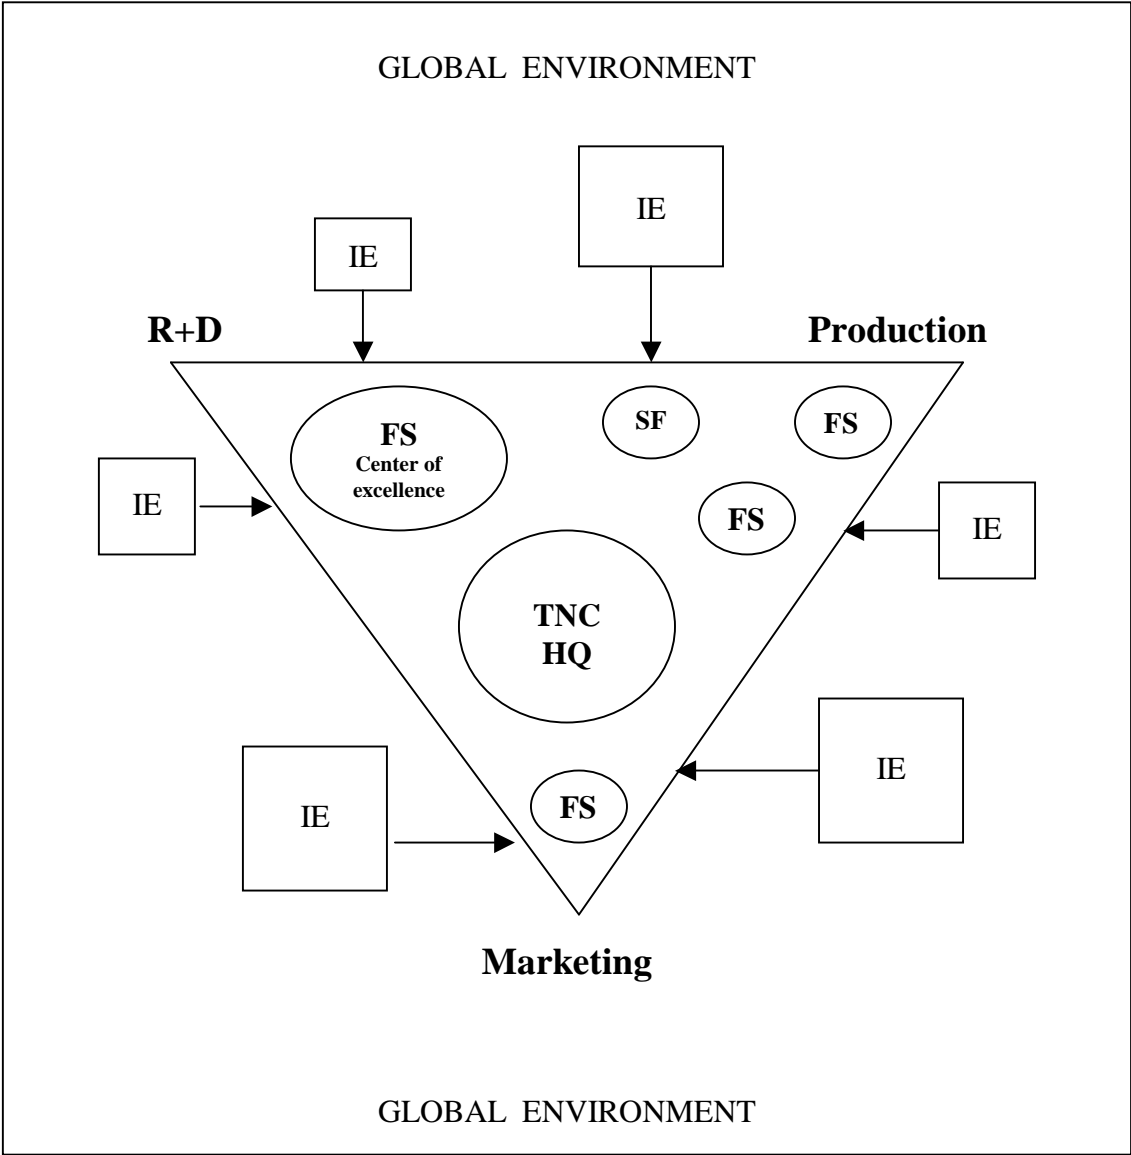 GLOBAL ENVIRONMENT
IE
IE
R+D
Production
FS
Center of
excellence
SF
FS
IE
FS
IE
TNC
HQ
IE
IE
FS
Marketing
GLOBAL ENVIRONMENT